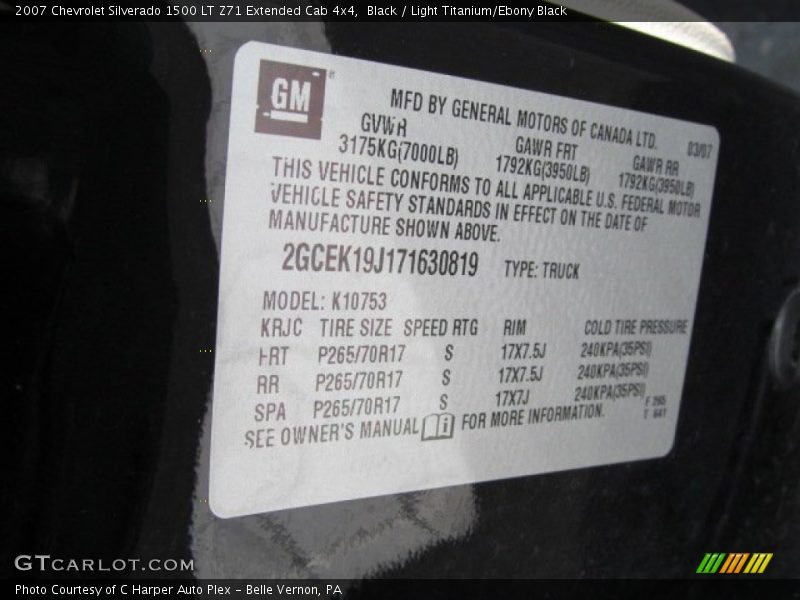 2007 Chevrolet Silverado 1500 LT Z71 Extended Cab 4x4, Black / Light Titanium/Ebony Black
GM ®
MFD BY GENERAL MOTORS OF CANADA LTD. 03/07
GVWR GAWR FRT GAWR RR
3175KG(7000LB) 1792KG(3950LB) 1792KG(3950LB)
THIS VEHICLE CONFORMS TO ALL APPLICABLE U.S. FEDERAL MOTOR
VEHICLE SAFETY STANDARDS IN EFFECT ON THE DATE OF
MANUFACTURE SHOWN ABOVE.
2GCEK19J171630819 TYPE: TRUCK
MODEL: K10753
KRJC TIRE SIZE SPEED RTG RIM COLD TIRE PRESSURE
FRT P265/70R17 S 17X7.5J 240KPA(35PSI)
RR P265/70R17 S 17X7.5J 240KPA(35PSI)
SPA P265/70R17 S 17X7J 240KPA(35PSI)
SEE OWNER'S MANUAL i FOR MORE INFORMATION.
GTcarlot.com
Photo Courtesy of C Harper Auto Plex – Belle Vernon, PA